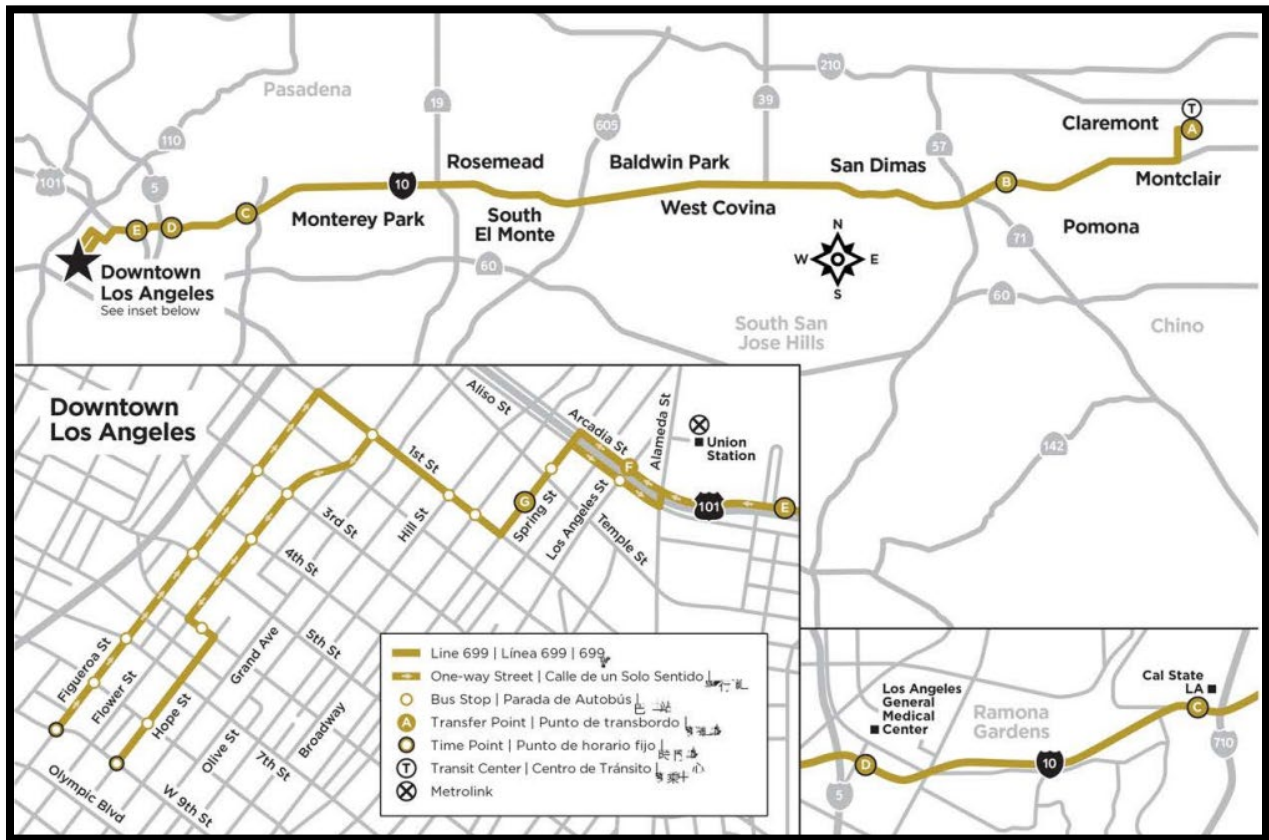 Pasadena
210
19
39
605
110
101
5
57
Claremont
T
A
Rosemead
Baldwin Park
San Dimas
B
Montclair
10
Monterey Park
South
El Monte
West Covina
Pomona
E
D
C
71
N
W
E
S
60
60
Downtown
Los Angeles
See inset below
South San
Jose Hills
Chino
142
Downtown
Los Angeles
Aliso St
Arcadia St
Alameda St
Union
Station
1st St
F
101
E
G
Spring St
Los Angeles St
Temple St
Hill St
3rd St
4th St
5th St
Grand Ave
Figueroa St
Flower St
Hope St
Olive St
7th St
Broadway
Olympic Blvd
W 9th St
Line 699 | Línea 699 | 699
One-way Street | Calle de un Solo Sentido |
Bus Stop | Parada de Autobús |
A Transfer Point | Punto de transbordo |
Time Point | Punto de horario fijo |
T Transit Center | Centro de Tránsito |
Metrolink
Los Angeles
General
Medical
Center
Ramona
Gardens
Cal State
LA
C
710
10
D
5